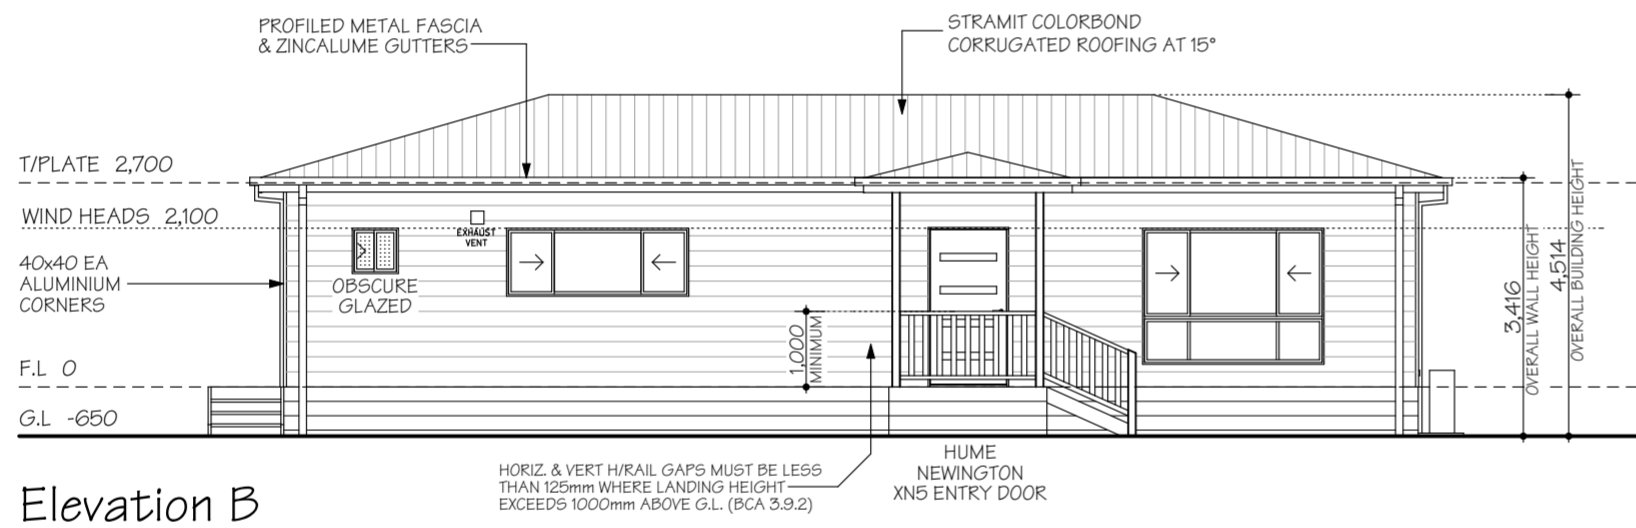 PROFILED METAL FASCIA
& ZINCALUME GUTTERS
STRAMIT COLORBOND
CORRUGATED ROOFING AT 15°
T/PLATE 2,700
WIND HEADS 2,100
40x40 EA
ALUMINIUM
CORNERS
F.L 0
G.L -650
EXHAUST
VENT
OBSCURE
GLAZED
1,000
MINIMUM
3,416
OVERALL WALL HEIGHT
4,514
OVERALL BUILDING HEIGHT
HORIZ. & VERT H/RAIL GAPS MUST BE LESS
THAN 125mm WHERE LANDING HEIGHT
EXCEEDS 1000mm ABOVE G.L. (BCA 3.9.2)
HUME
NEWINGTON
XN5 ENTRY DOOR
Elevation B